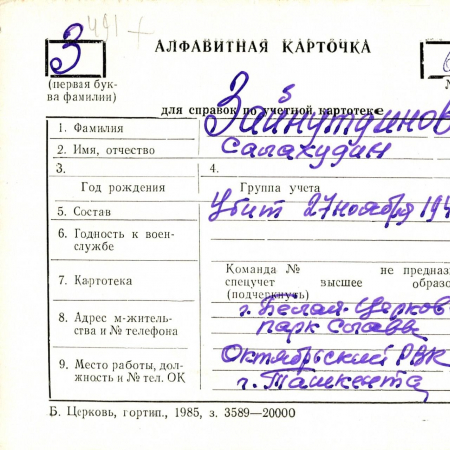 491 +
З
АЛФАВИТНАЯ КАРТОЧКА
(первая бук-
ва фамилии)
для справок по учетной картотеке
1. Фамилия Зайнутдинов
2. Имя, отчество Салахудин
3. 4.
Год рождения Группа учета
5. Состав Убит 27 ноября 194
6. Годность к воен-
службе
Команда № не предназ
7. Картотека спецучет высшее образо
(подчеркнуть)
8. Адрес м-житель- г. Белая-Церков
ства и № телефона парк Славы
9. Место работы, дол- Октябрьский РВК
жность и № тел. ОК г. Ташкента
Б. Церковь, гортип., 1985, з. 3589—20000